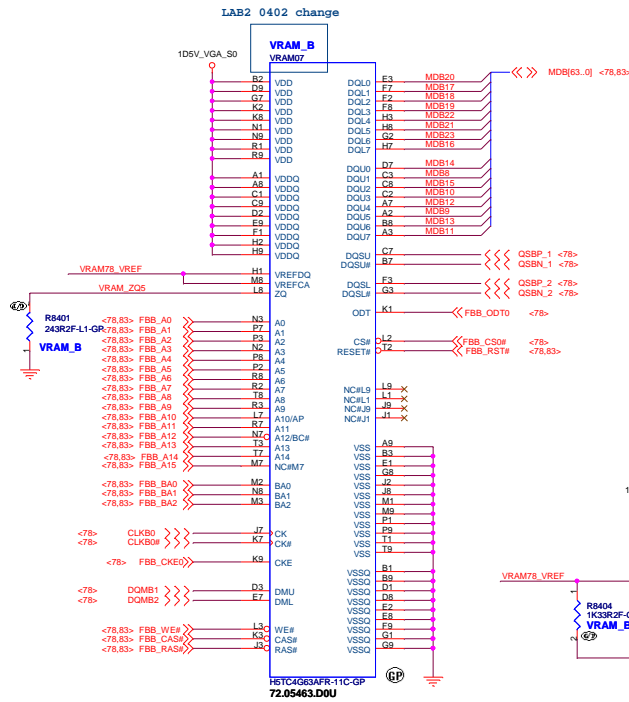 LAB2 0402 change
1D5V_VGA_S0
VRAM_B
VRAM07
B2 VDD
D9 VDD
G7 VDD
K2 VDD
K8 VDD
N1 VDD
N9 VDD
R1 VDD
R9 VDD
A1 VDDQ
A8 VDDQ
C1 VDDQ
C9 VDDQ
D2 VDDQ
E9 VDDQ
F1 VDDQ
H2 VDDQ
H9 VDDQ
VRAM78_VREF H1 VREFDQ
M8 VREFCA
VRAM_ZQ5 L8 ZQ
R8401
243R2F-L1-GP
VRAM_B
1
<78,83> FBB_A0 N3 A0
<78,83> FBB_A1 P7 A1
<78,83> FBB_A2 P3 A2
<78,83> FBB_A3 N2 A3
<78,83> FBB_A4 P8 A4
<78,83> FBB_A5 P2 A5
<78,83> FBB_A6 R8 A6
<78,83> FBB_A7 R2 A7
<78,83> FBB_A8 T8 A8
<78,83> FBB_A9 R3 A9
<78,83> FBB_A10 L7 A10/AP
<78,83> FBB_A11 R7 A11
<78,83> FBB_A12 N7 A12/BC#
<78,83> FBB_A13 T3 A13
<78,83> FBB_A14 T7 A14
<78,83> FBB_A15 M7 NC#M7
<78,83> FBB_BA0 M2 BA0
<78,83> FBB_BA1 N8 BA1
<78,83> FBB_BA2 M3 BA2
<78> CLKB0 J7 CK
<78> CLKB0# K7 CK#
<78> FBB_CKE0 K9 CKE
<78> DQMB1 D3 DMU
<78> DQMB2 E7 DML
<78,83> FBB_WE# L3 WE#
<78,83> FBB_CAS# K3 CAS#
<78,83> FBB_RAS# J3 RAS#
DQL0 E3 MDB20
DQL1 F7 MDB17
DQL2 F2 MDB18
DQL3 F8 MDB19
DQL4 H3 MDB22
DQL5 H8 MDB21
DQL6 G2 MDB23
DQL7 H7 MDB16
MDB[63..0] <78,83>
DQU0 D7 MDB14
DQU1 C3 MDB8
DQU2 C8 MDB15
DQU3 C2 MDB10
DQU4 A7 MDB12
DQU5 A2 MDB9
DQU6 B8 MDB13
DQU7 A3 MDB11
DQSU C7 QSBP_1 <78>
DQSU# B7 QSBN_1 <78>
DQSL F3 QSBP_2 <78>
DQSL# G3 QSBN_2 <78>
ODT K1 FBB_ODT0 <78>
CS# L2 FBB_CS0# <78>
RESET# T2 FBB_RST# <78,83>
NC#L9 L9
NC#L1 L1
NC#J9 J9
NC#J1 J1
VSS A9
VSS B3
VSS E1
VSS G8
VSS J2
VSS J8
VSS M1
VSS M9
VSS P1
VSS P9
VSS T1
VSS T9
VSSQ B1
VSSQ B9
VSSQ D1
VSSQ D8
VSSQ E2
VSSQ E8
VSSQ F9
VSSQ G1
VSSQ G9
H5TC4G63AFR-11C-GP
72.05463.D0U
GP
1
VRAM78_VREF
1
R8404
1K33R2F-
VRAM_B
2